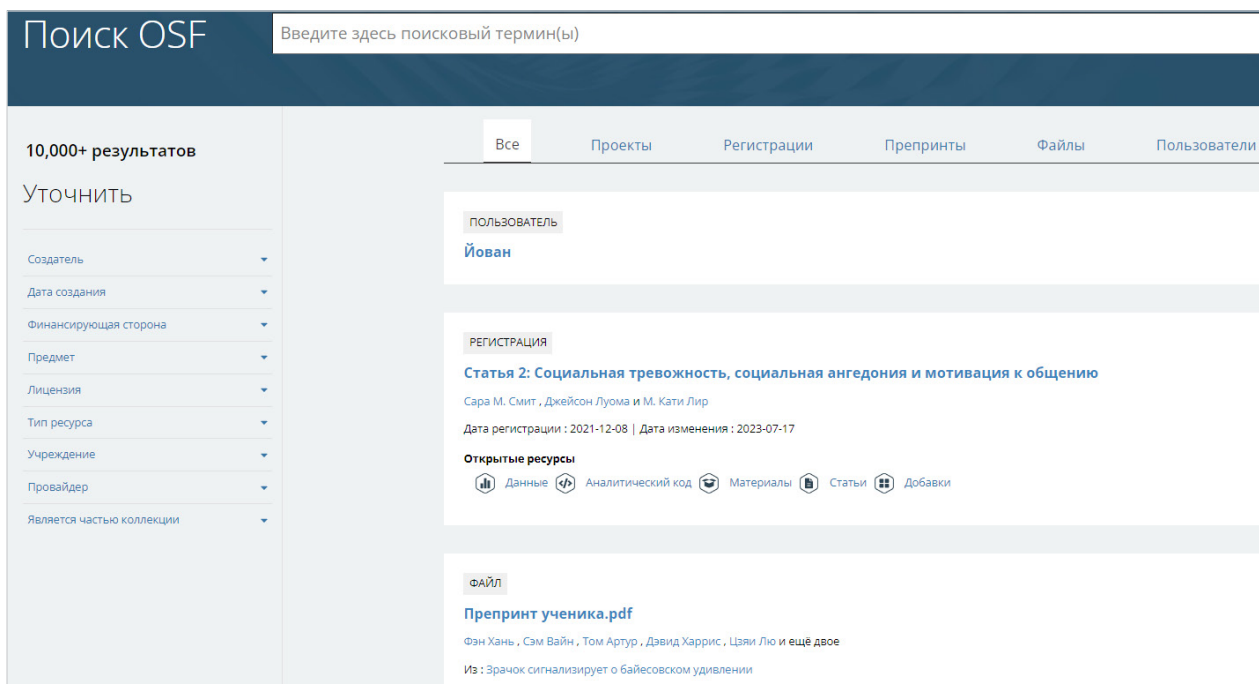 Поиск OSF
Введите здесь поисковый термин(ы)
10,000+ результатов
Уточнить
Создатель
Дата создания
Финансирующая сторона
Предмет
Лицензия
Тип ресурса
Учреждение
Провайдер
Является частью коллекции
Все Проекты Регистрации Препринты Файлы Пользователи
ПОЛЬЗОВАТЕЛЬ
Йован
РЕГИСТРАЦИЯ
Статья 2: Социальная тревожность, социальная ангедония и мотивация к общению
Сара М. Смит , Джейсон Луома и М. Кати Лир
Дата регистрации : 2021-12-08 | Дата изменения : 2023-07-17
Открытые ресурсы
Данные Аналитический код Материалы Статьи Добавки
ФАЙЛ
Препринт ученика.pdf
Фэн Хань , Сэм Вайн , Том Артур , Дэвид Харрис , Цзяи Лю и ещё двое
Из : Зрачок сигнализирует о байесовском удивлении